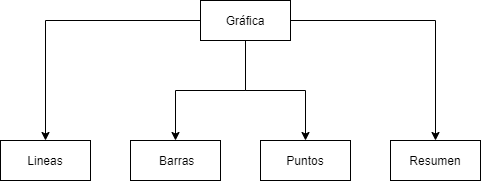 Gráfica
Lineas
Barras
Puntos
Resumen